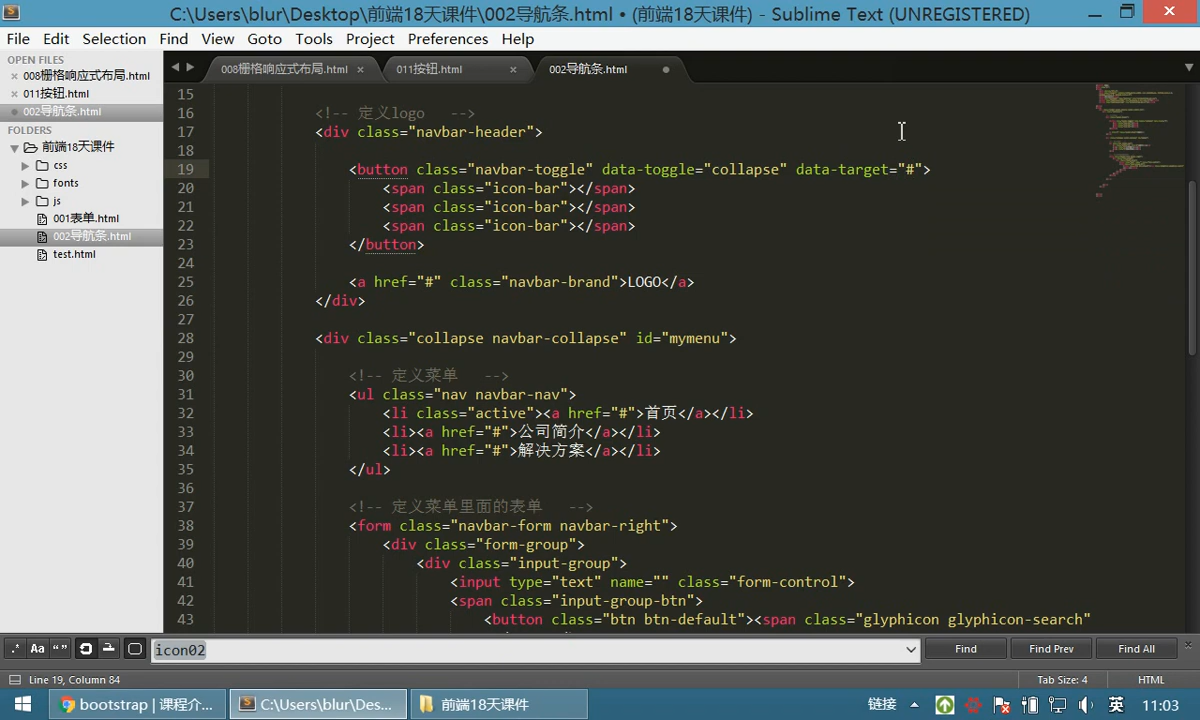 C:\Users\blur\Desktop\前端18天课件\002导航条.html • (前端18天课件) - Sublime Text (UNREGISTERED)
File Edit Selection Find View Goto Tools Project Preferences Help
OPEN FILES
008栅格响应式布局.html
011按钮.html
002导航条.html
FOLDERS
前端18天课件
css
fonts
js
001表单.html
002导航条.html
test.html
008栅格响应式布局.html 011按钮.html 002导航条.html
15
16 <!-- 定义logo -->
17 <div class="navbar-header">
18
19 <button class="navbar-toggle" data-toggle="collapse" data-target="#">
20 <span class="icon-bar"></span>
21 <span class="icon-bar"></span>
22 <span class="icon-bar"></span>
23 </button>
24
25 <a href="#" class="navbar-brand">LOGO</a>
26 </div>
27
28 <div class="collapse navbar-collapse" id="mymenu">
29
30 <!-- 定义菜单 -->
31 <ul class="nav navbar-nav">
32 <li class="active"><a href="#">首页</a></li>
33 <li><a href="#">公司简介</a></li>
34 <li><a href="#">解决方案</a></li>
35 </ul>
36
37 <!-- 定义菜单里面的表单 -->
38 <form class="navbar-form navbar-right">
39 <div class="form-group">
40 <div class="input-group">
41 <input type="text" name="" class="form-control">
42 <span class="input-group-btn">
43 <button class="btn btn-default"><span class="glyphicon glyphicon-search"
.* Aa “” icon02 Find Find Prev Find All
Line 19, Column 84 Tab Size: 4 HTML
bootstrap | 课程介... C:\Users\blur\Des... 前端18天课件 链接 英 11:03